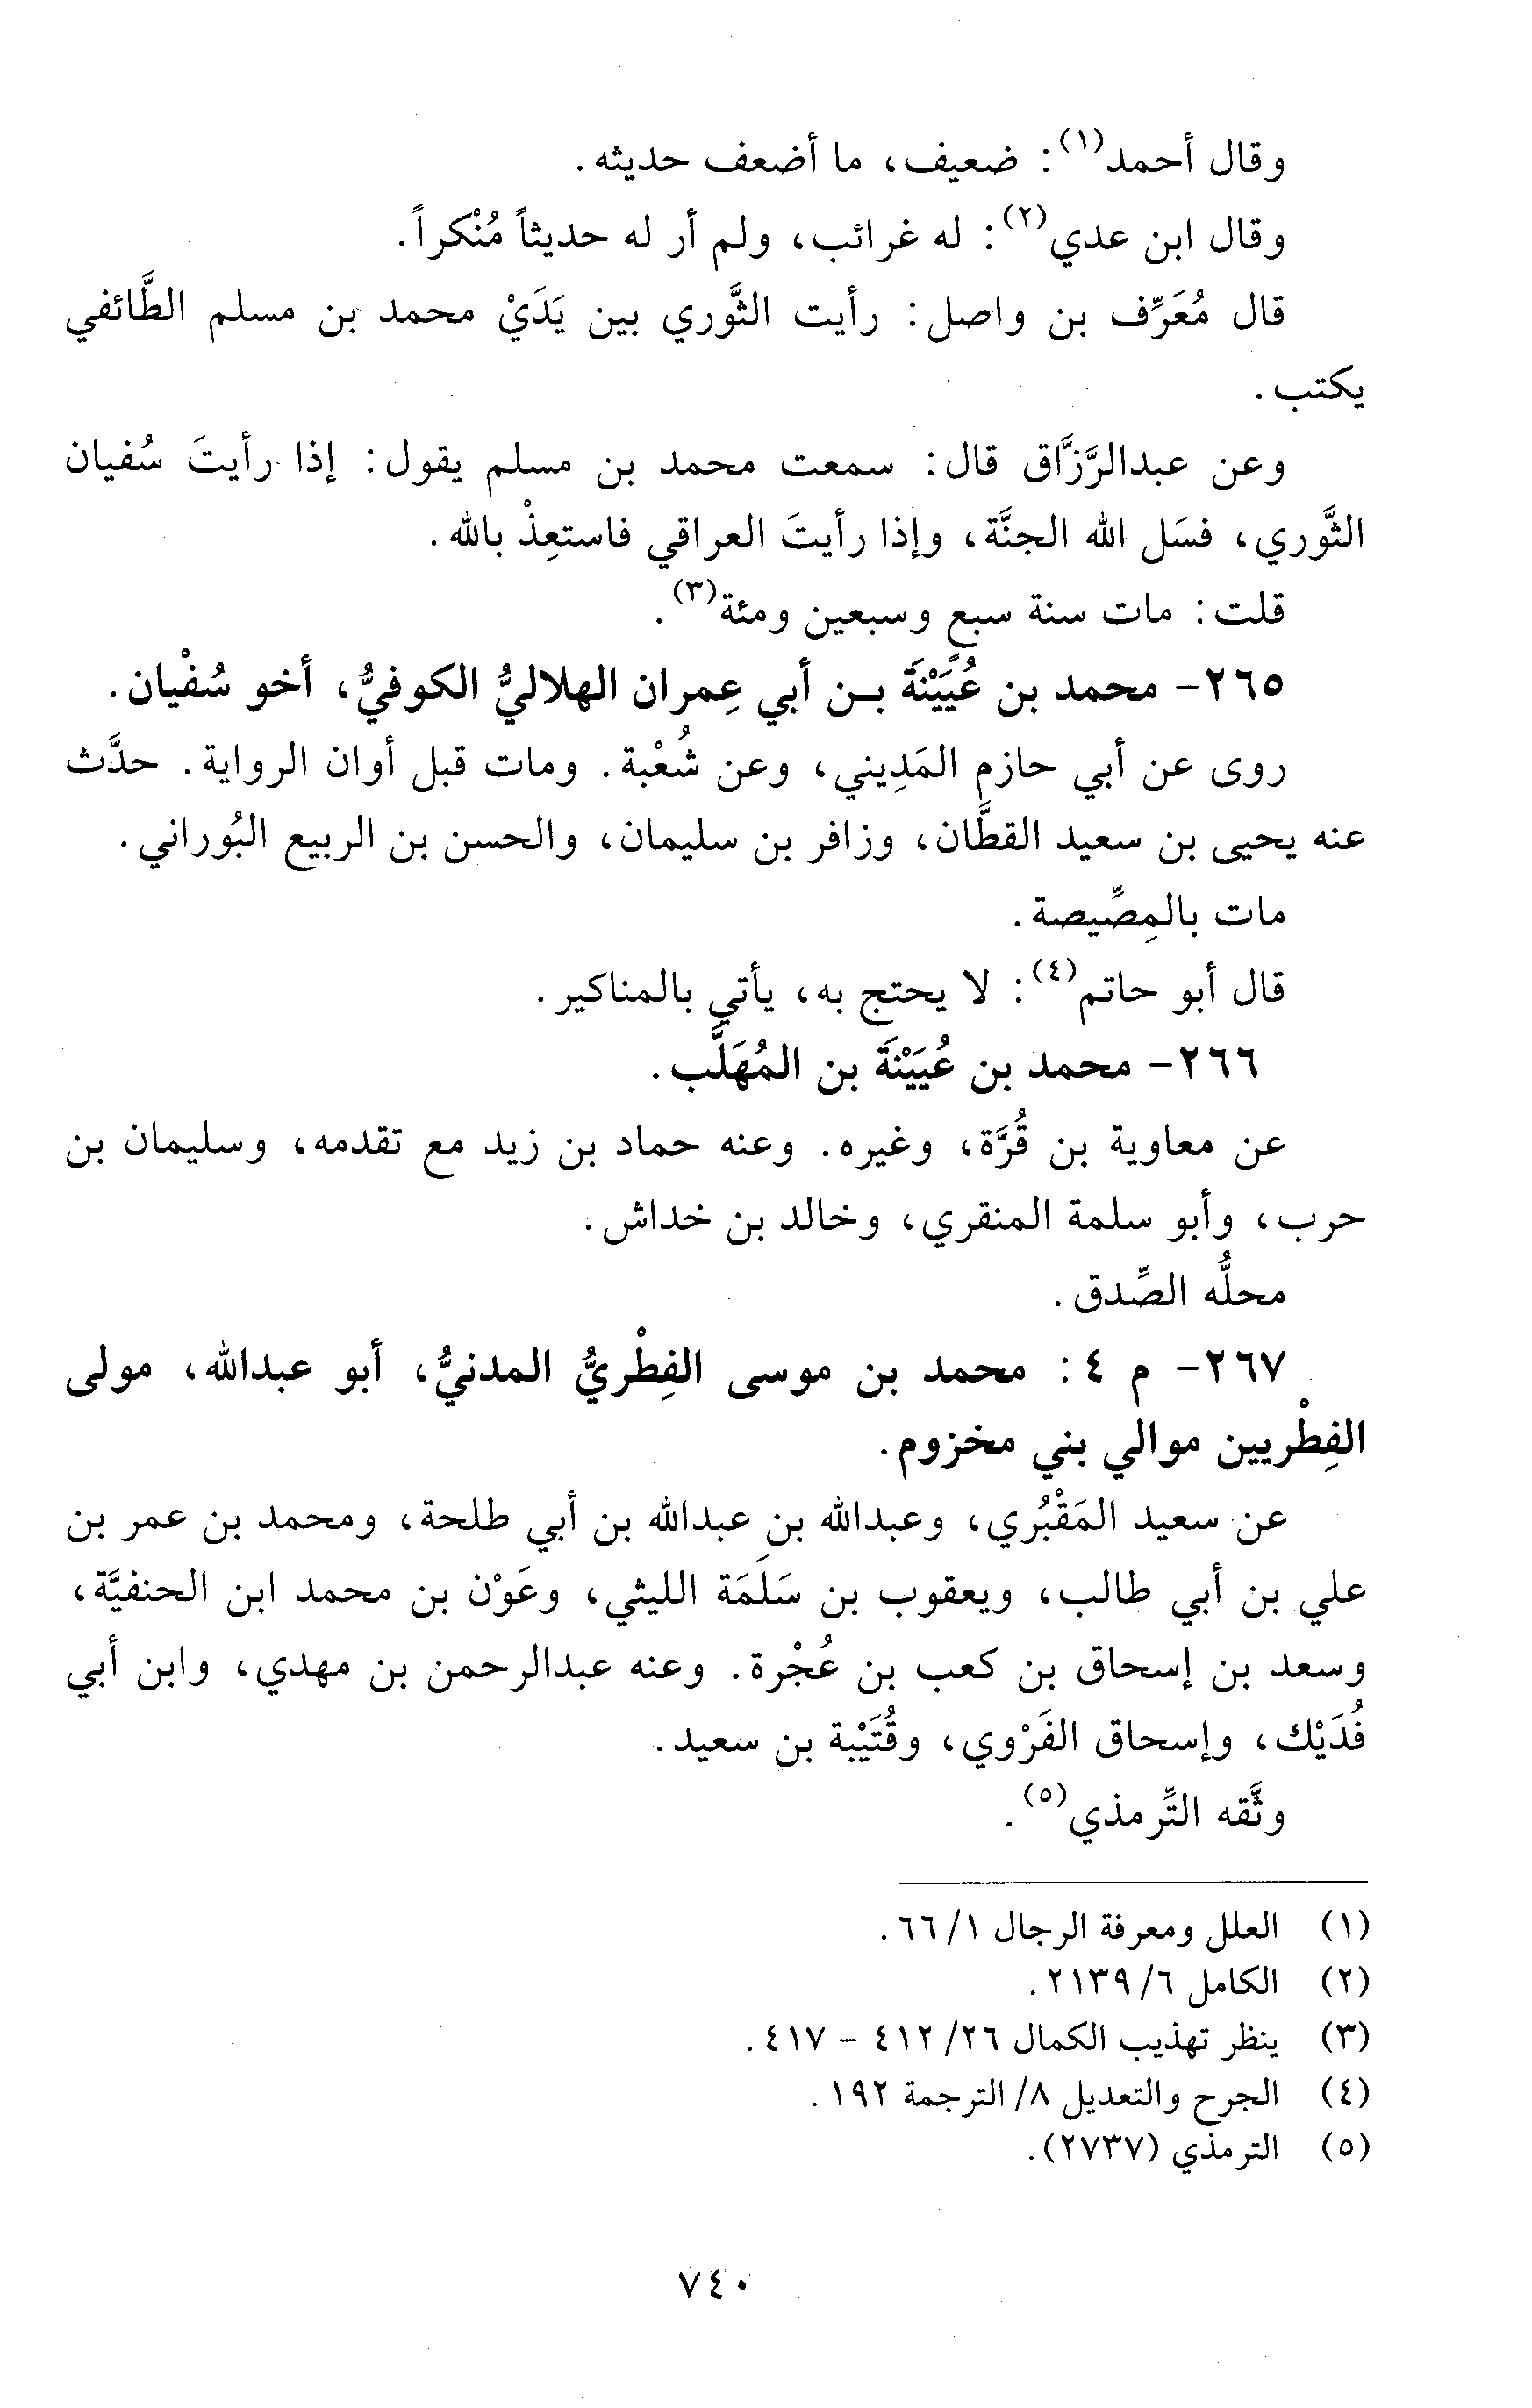 وقال أحمد(١): ضعيف، ما أضعف حديثه.
وقال ابن عدي(٢): له غرائب، ولم أر له حديثاً مُنْكراً.
قال مُعَرِّف بن واصل: رأيت الثَّوري بين يَدَيْ محمد بن مسلم الطَّائفي
يكتب.
وعن عبدالرَّزَّاق قال: سمعت محمد بن مسلم يقول: إذا رأيتَ سُفيان
الثَّوري، فسَل الله الجنَّة، وإذا رأيتَ العراقي فاستعِذْ بالله.
قلت: مات سنة سبعٍ وسبعين ومئة(٣).
٢٦٥- محمد بن عُيَيْنَةَ بـن أبي عِمران الهلاليُّ الكوفيُّ، أخو سُفْيان.
روى عن أبي حازم المَدِيني، وعن شُعْبة. ومات قبل أوان الرواية. حدَّث
عنه يحيى بن سعيد القطَّان، وزافر بن سليمان، والحسن بن الربيع البُوراني.
مات بالمِصِّيصة.
قال أبو حاتم(٤): لا يحتج به، يأتي بالمناكير.
٢٦٦- محمد بن عُيَيْنَةَ بن المُهَلَّب.
عن معاوية بن قُرَّة، وغيره. وعنه حماد بن زيد مع تقدمه، وسليمان بن
حرب، وأبو سلمة المنقري، وخالد بن خداش.
محلُّه الصِّدق.
٢٦٧- م ٤: محمد بن موسى الفِطْريُّ المدنيُّ، أبو عبدالله، مولى
الفِطْريين موالي بني مخزوم.
عن سعيد المَقْبُري، وعبدالله بن عبدالله بن أبي طلحة، ومحمد بن عمر بن
علي بن أبي طالب، ويعقوب بن سَلَمَة الليثي، وعَوْن بن محمد ابن الحنفيَّة،
وسعد بن إسحاق بن كعب بن عُجْرة. وعنه عبدالرحمن بن مهدي، وابن أبي
فُدَيْك، وإسحاق الفَرْوي، وقُتَيْبة بن سعيد.
وثَّقه التِّرمذي(٥).
(١) العلل ومعرفة الرجال ١/ ٦٦.
(٢) الكامل ٦/ ٢١٣٩.
(٣) ينظر تهذيب الكمال ٢٦/ ٤١٢ - ٤١٧.
(٤) الجرح والتعديل ٨/ الترجمة ١٩٢.
(٥) الترمذي (٢٧٣٧).
٧٤٠